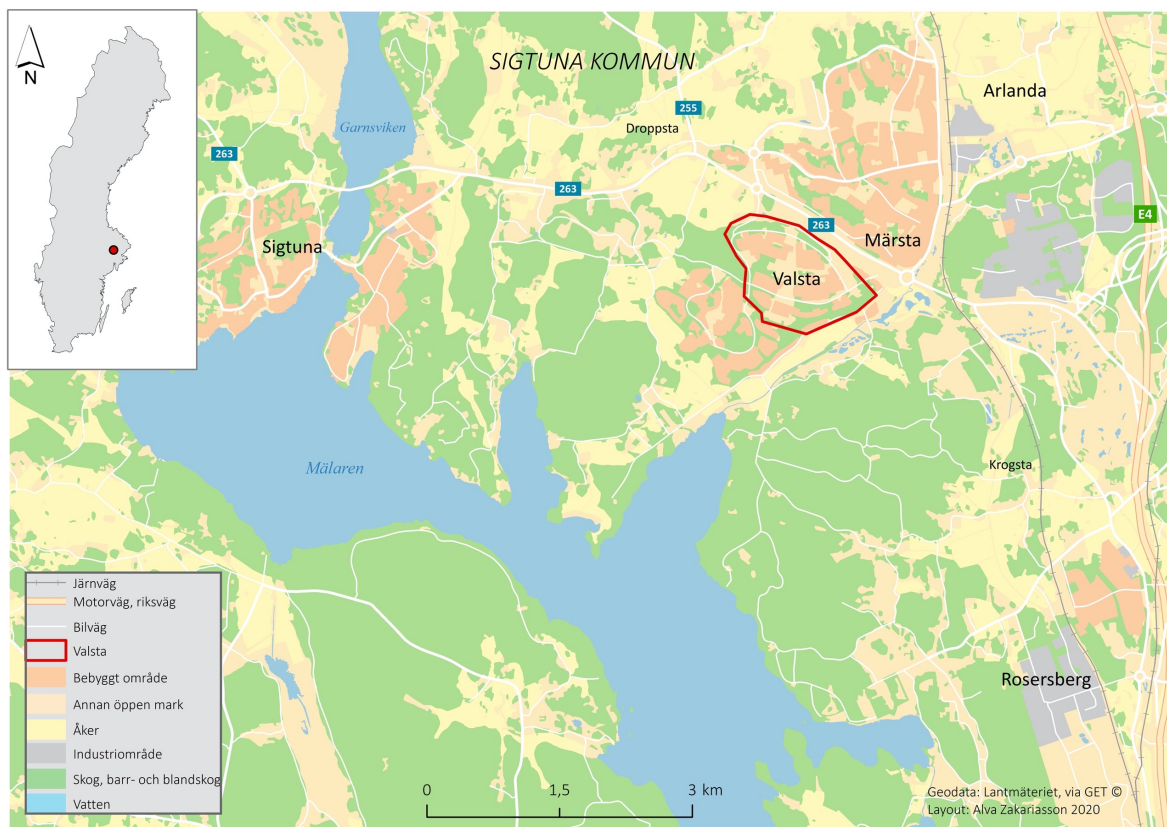 N
SIGTUNA KOMMUN
Arlanda
255
Garnsviken
Droppsta
263
263
E4
263
Märsta
Sigtuna
Valsta
Mälaren
Krogsta
Rosersberg
Järnväg
Motorväg, riksväg
Bilväg
Valsta
Bebyggt område
Annan öppen mark
Åker
Industriområde
Skog, barr- och blandskog
Vatten
0 1,5 3 km
Geodata: Lantmäteriet, via GET ©
Layout: Alva Zakariasson 2020